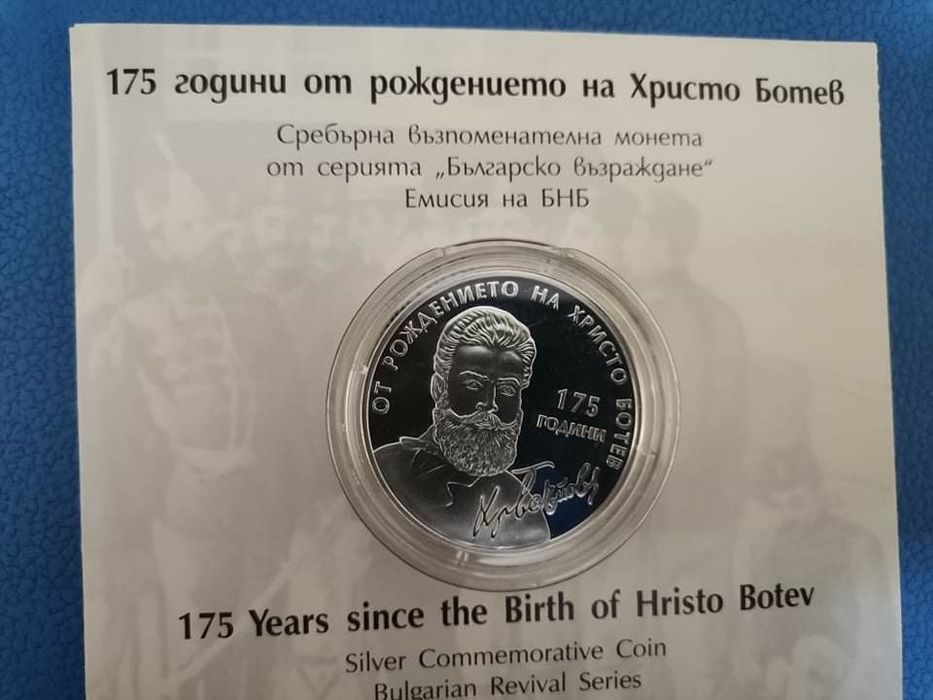 175 години от рождението на Христо Ботев
Сребърна възпоменателна монета
от серията „Българско възраждане“
Емисия на БНБ
ОТ РОЖДЕНИЕТО НА ХРИСТО БОТЕВ
175
ГОДИНИ
ХрБотевъ
175 Years since the Birth of Hristo Botev
Silver Commemorative Coin
Bulgarian Revival Series